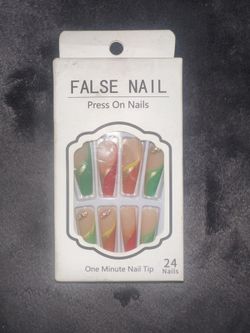 FALSE NAIL
Press On Nails
One Minute Nail Tip
24
Nails